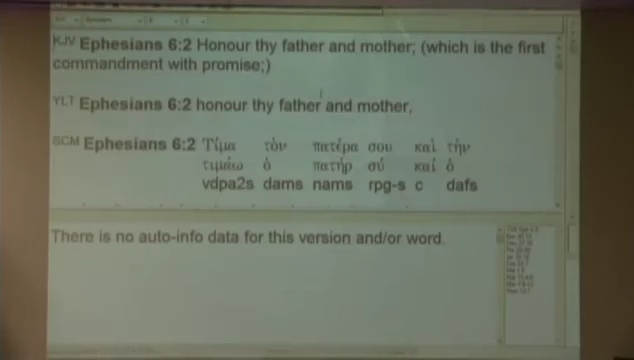 KJV Ephesians 6:2 Honour thy father and mother; (which is the first
commandment with promise;)
YLT Ephesians 6:2 honour thy father and mother,
SCM Ephesians 6:2 Τίμα τὸν πατέρα σου καὶ τὴν
τιμάω ὁ πατήρ σύ καί ὁ
vdpa2s dams nams rpg-s c dafs
There is no auto-info data for this version and/or word.